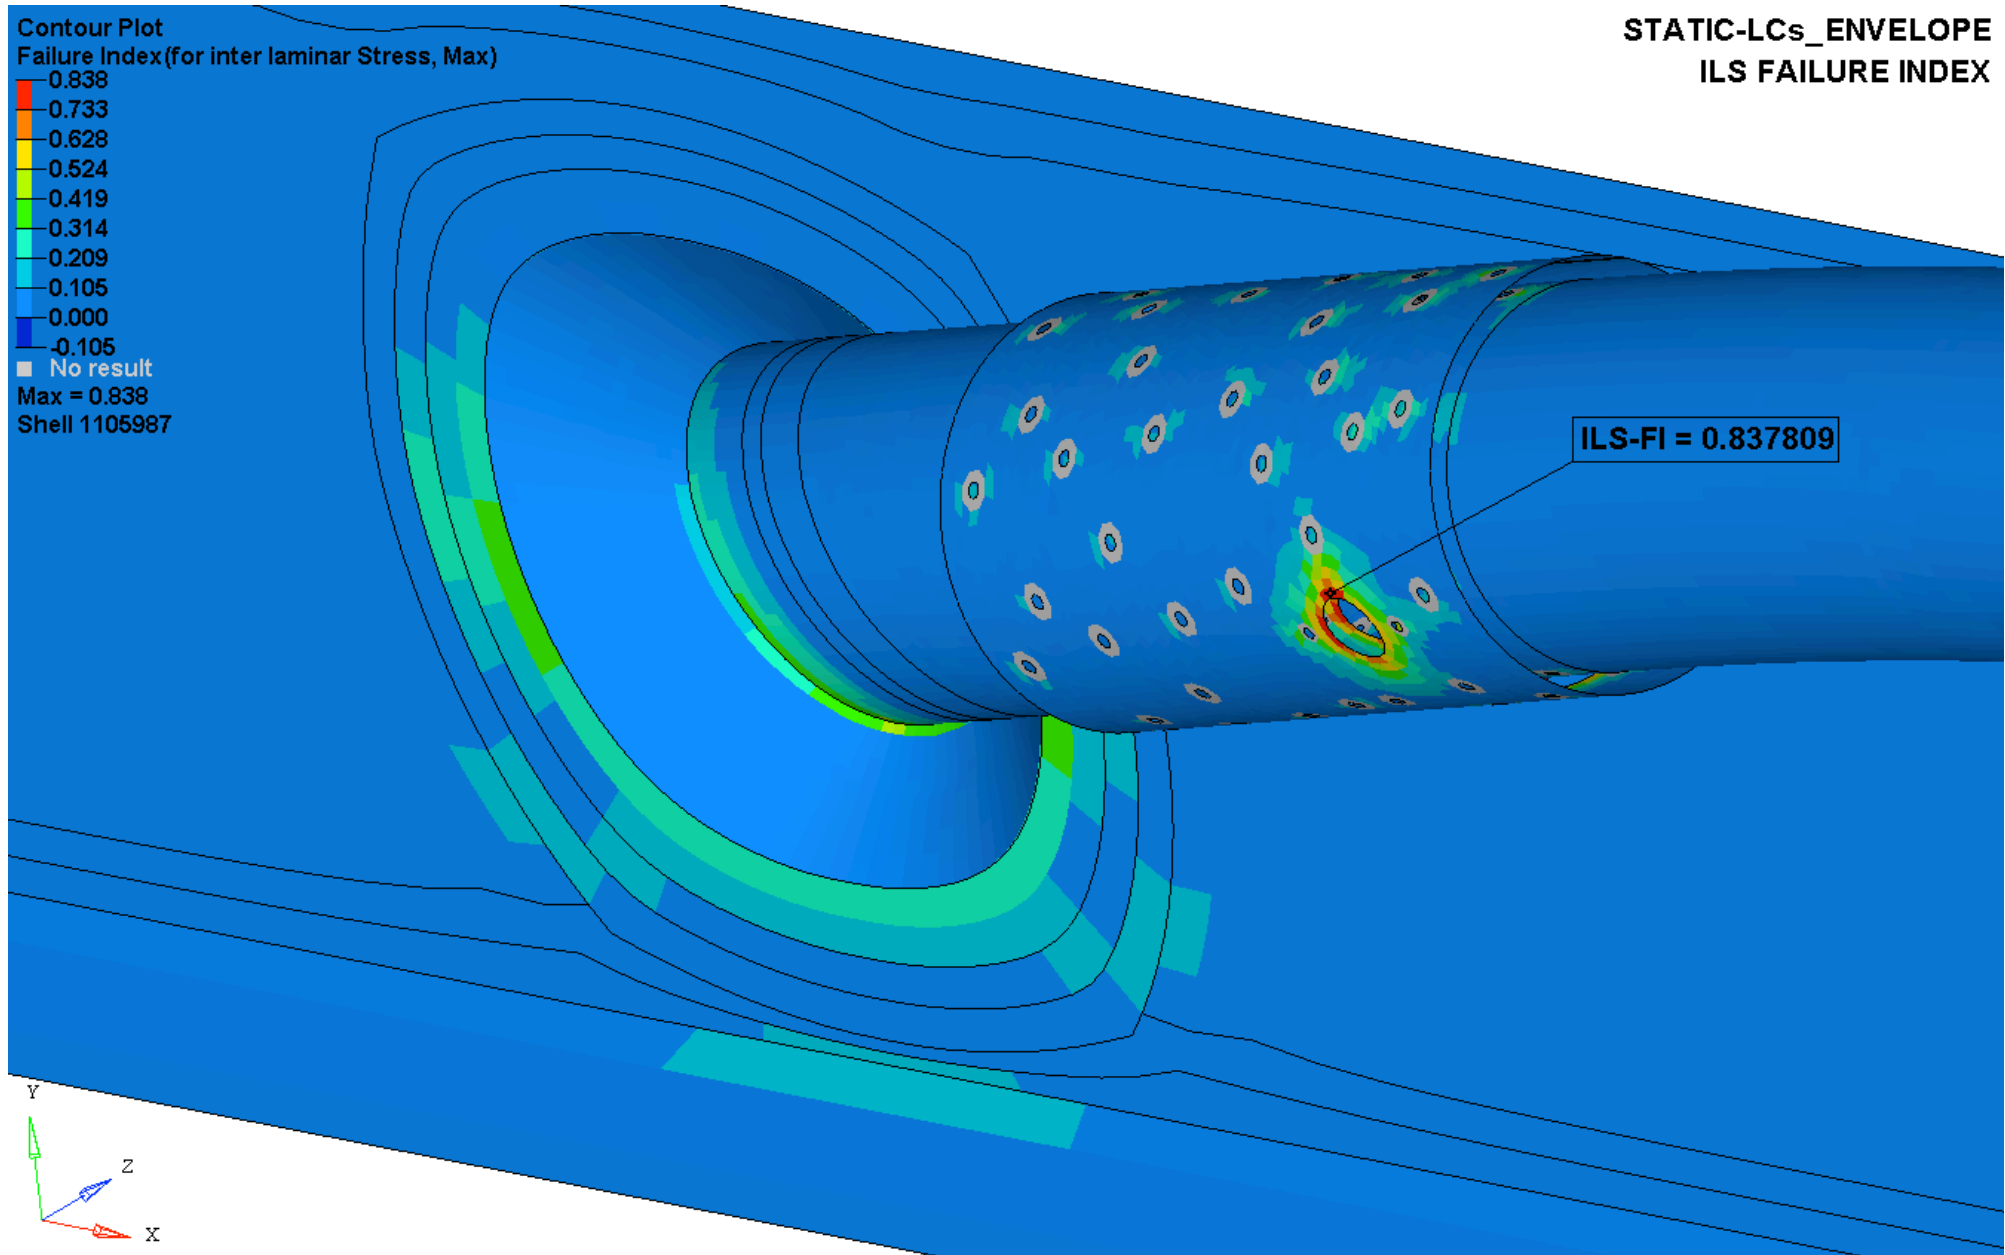 Contour Plot
Failure Index(for inter laminar Stress, Max)
0.838
0.733
0.628
0.524
0.419
0.314
0.209
0.105
0.000
-0.105
No result
Max = 0.838
Shell 1105987
STATIC-LCs_ENVELOPE
ILS FAILURE INDEX
ILS-FI = 0.837809
Y
Z
X